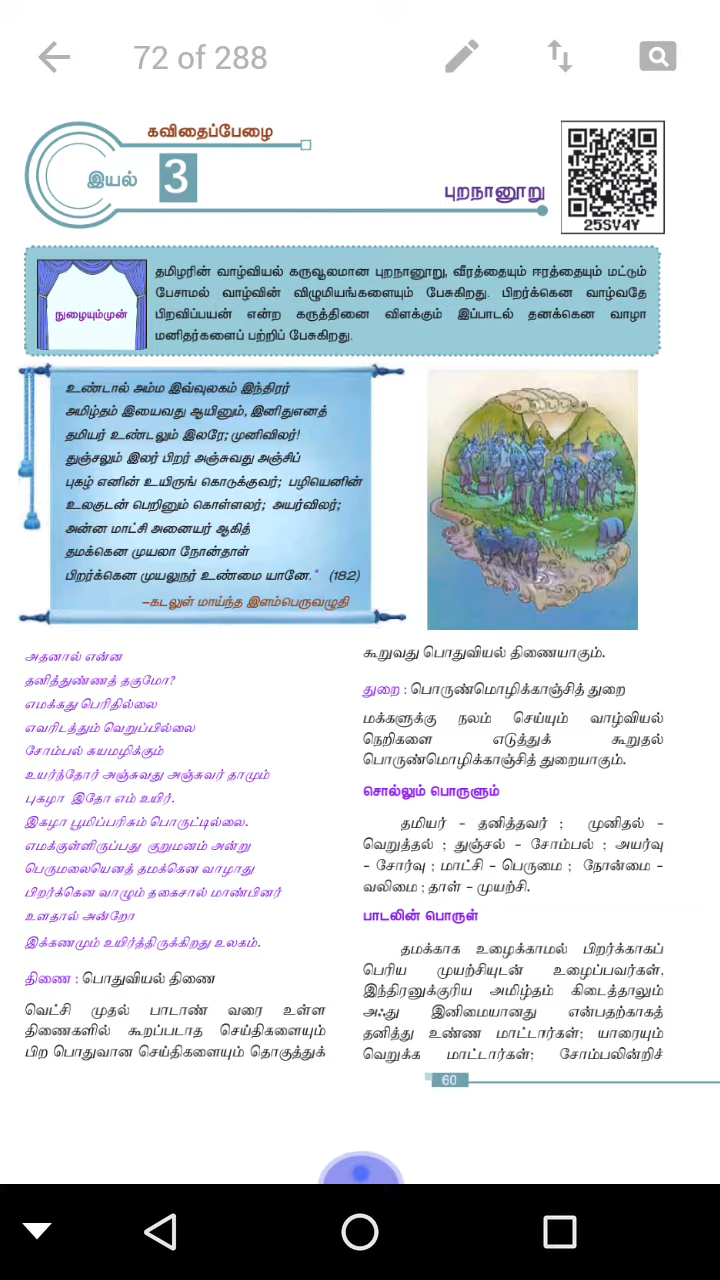 72 of 288
கவிதைப்பேழை
இயல் 3
புறநானூறு
25SV4Y
நுழையும்முன்
தமிழரின் வாழ்வியல் கருவூலமான புறநானூறு, வீரத்தையும் ஈரத்தையும் மட்டும்
பேசாமல் வாழ்வின் விழுமியங்களையும் பேசுகிறது. பிறர்க்கென வாழ்வதே
பிறவிப்பயன் என்ற கருத்தினை விளக்கும் இப்பாடல் தனக்கென வாழா
மனிதர்களைப் பற்றிப் பேசுகிறது.
உண்டால் அம்ம இவ்வுலகம் இந்திரர்
அமிழ்தம் இயைவது ஆயினும், இனிதுஎனத்
தமியர் உண்டலும் இலரே; முனிவிலர்!
துஞ்சலும் இலர் பிறர் அஞ்சுவது அஞ்சிப்
புகழ் எனின் உயிருங் கொடுக்குவர்; பழியெனின்
உலகுடன் பெறினும் கொள்ளலர்; அயர்விலர்;
அன்ன மாட்சி அனையர் ஆகித்
தமக்கென முயலா நோன்தாள்
பிறர்க்கென முயலுநர் உண்மை யானே.* (182)
–கடலுள் மாய்ந்த இளம்பெருவழுதி
அதனால் என்ன
தனித்துண்ணத் தகுமோ?
எமக்கது பெரிதில்லை
எவரிடத்தும் வெறுப்பில்லை
சோம்பல் சுயமழிக்கும்
உயர்ந்தோர் அஞ்சுவது அஞ்சுவர் தாமும்
புகழா இதோ எம் உயிர்.
இகழா பூமிப்பரிசும் பொருட்டில்லை.
எமக்குள்ளிருப்பது குறுமனம் அன்று
பெருமலையெனத் தமக்கென வாழாது
பிறர்க்கென வாழும் தகைசால் மாண்பினர்
உளதால் அன்றோ
இக்கணமும் உயிர்த்திருக்கிறது உலகம்.
திணை : பொதுவியல் திணை
வெட்சி முதல் பாடாண் வரை உள்ள
திணைகளில் கூறப்படாத செய்திகளையும்
பிற பொதுவான செய்திகளையும் தொகுத்துக்
கூறுவது பொதுவியல் திணையாகும்.
துறை : பொருண்மொழிக்காஞ்சித் துறை
மக்களுக்கு நலம் செய்யும் வாழ்வியல்
நெறிகளை எடுத்துக் கூறுதல்
பொருண்மொழிக்காஞ்சித் துறையாகும்.
சொல்லும் பொருளும்
தமியர் – தனித்தவர் ; முனிதல் –
வெறுத்தல் ; துஞ்சல் – சோம்பல் ; அயர்வு
– சோர்வு ; மாட்சி – பெருமை ; நோன்மை –
வலிமை ; தாள் – முயற்சி.
பாடலின் பொருள்
தமக்காக உழைக்காமல் பிறர்க்காகப்
பெரிய முயற்சியுடன் உழைப்பவர்கள்,
இந்திரனுக்குரிய அமிழ்தம் கிடைத்தாலும்
அஃது இனிமையானது என்பதற்காகத்
தனித்து உண்ண மாட்டார்கள்; யாரையும்
வெறுக்க மாட்டார்கள்; சோம்பலின்றிச்
60